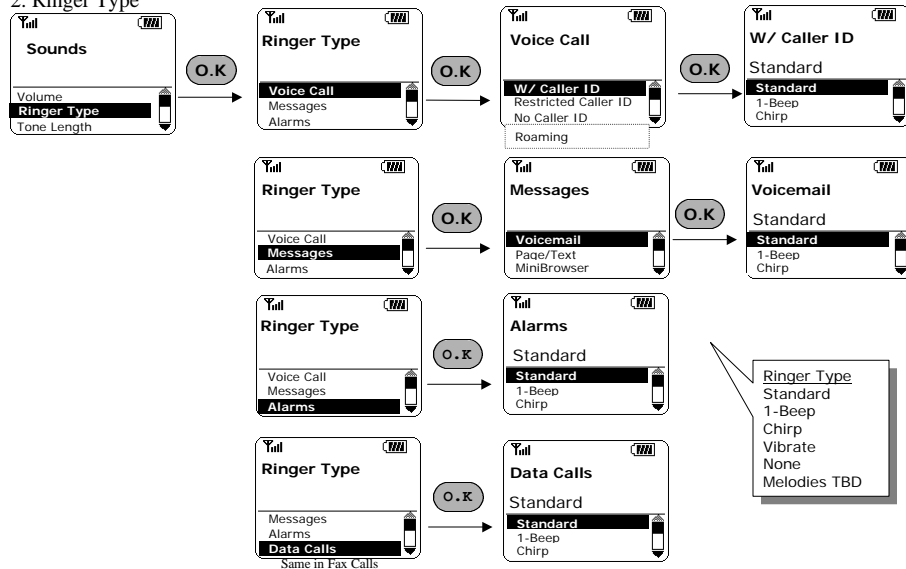 2. Ringer Type
Sounds
Volume
Ringer Type
Tone Length
O.K
Ringer Type
Voice Call
Messages
Alarms
O.K
Voice Call
W/ Caller ID
Restricted Caller ID
No Caller ID
Roaming
O.K
W/ Caller ID
Standard
Standard
1-Beep
Chirp
Ringer Type
Voice Call
Messages
Alarms
O.K
Messages
Voicemail
Page/Text
MiniBrowser
O.K
Voicemail
Standard
Standard
1-Beep
Chirp
Ringer Type
Voice Call
Messages
Alarms
O.K
Alarms
Standard
Standard
1-Beep
Chirp
Ringer Type
Standard
1-Beep
Chirp
Vibrate
None
Melodies TBD
Ringer Type
Messages
Alarms
Data Calls
Same in Fax Calls
O.K
Data Calls
Standard
Standard
1-Beep
Chirp